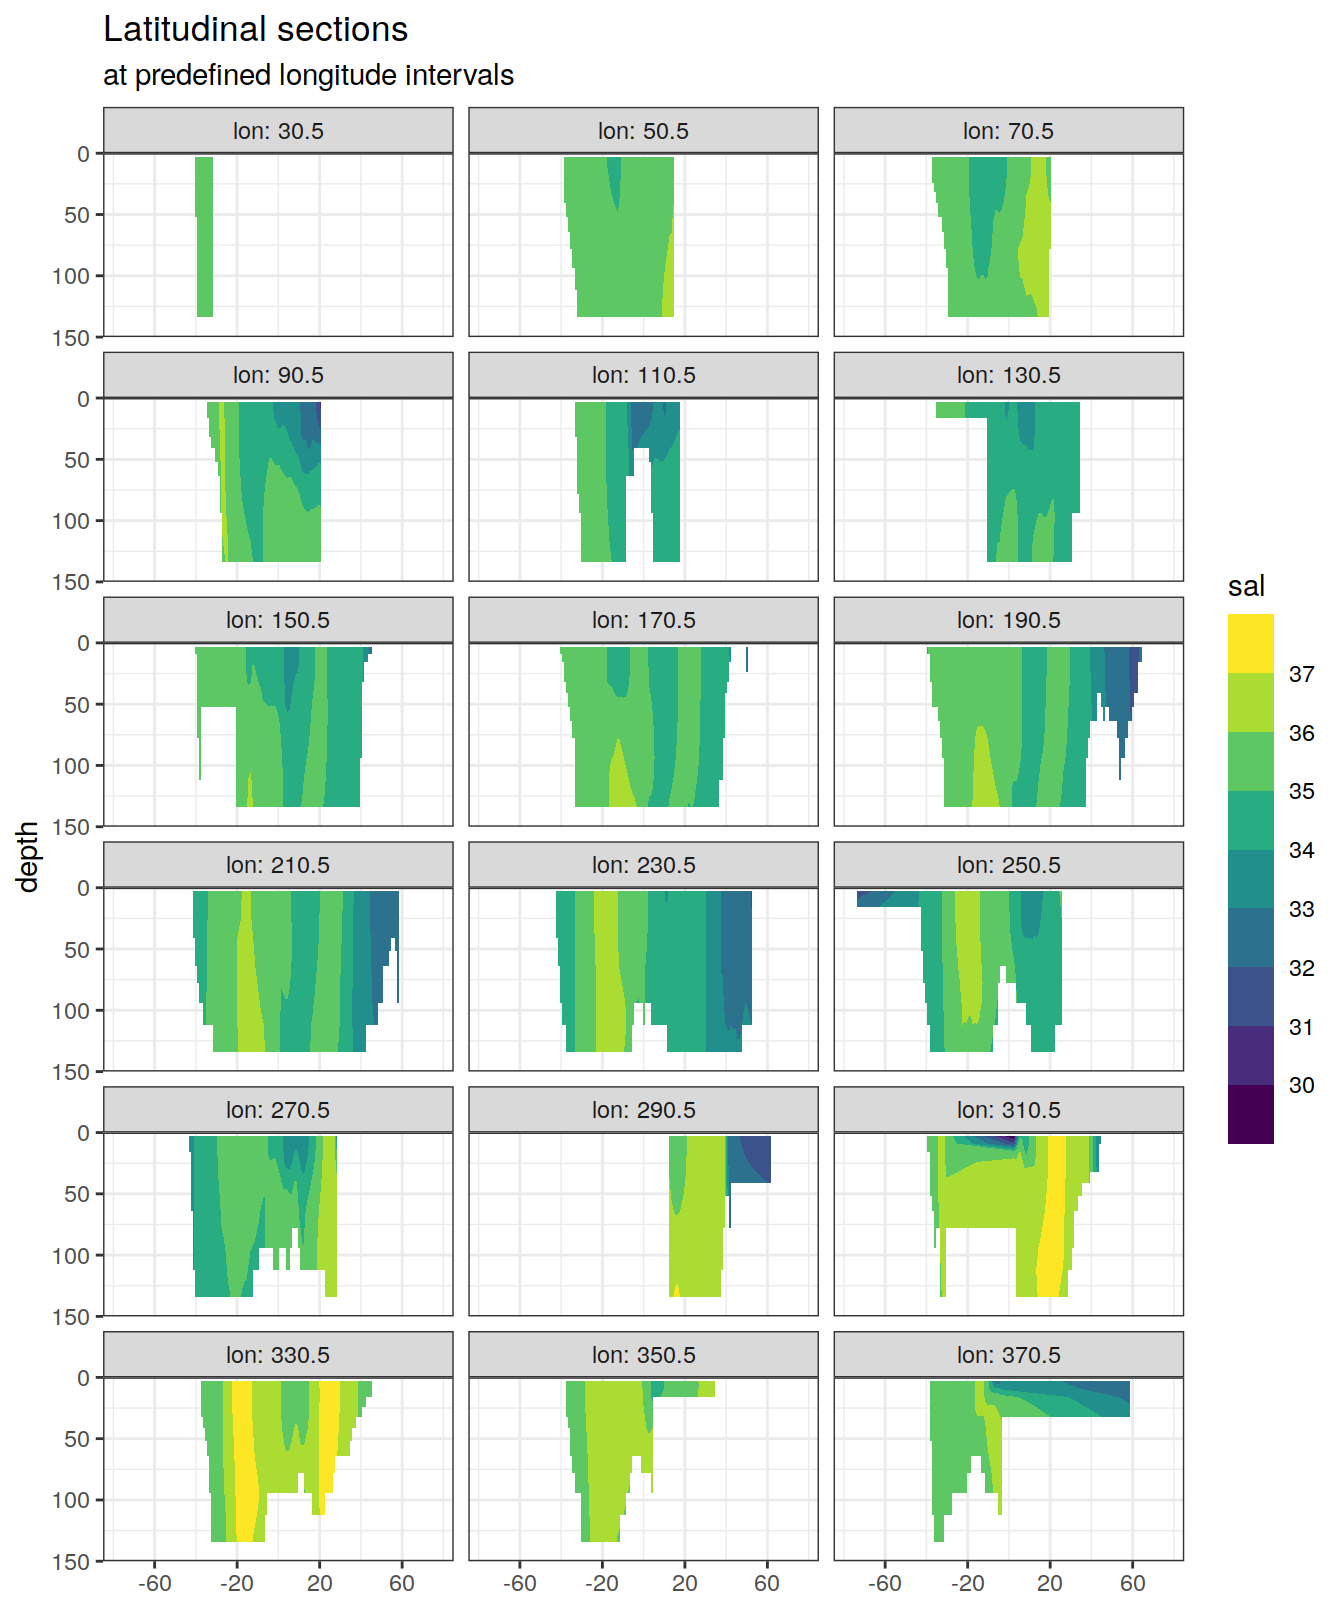 Latitudinal sections
at predefined longitude intervals
lon: 30.5 lon: 50.5 lon: 70.5
0
50
100
150
lon: 90.5 lon: 110.5 lon: 130.5
0
50
100
150
lon: 150.5 lon: 170.5 lon: 190.5
0
50
100
150
lon: 210.5 lon: 230.5 lon: 250.5
0
50
100
150
lon: 270.5 lon: 290.5 lon: 310.5
0
50
100
150
lon: 330.5 lon: 350.5 lon: 370.5
0
50
100
150
-60 -20 20 60 -60 -20 20 60 -60 -20 20 60
depth
sal
37
36
35
34
33
32
31
30